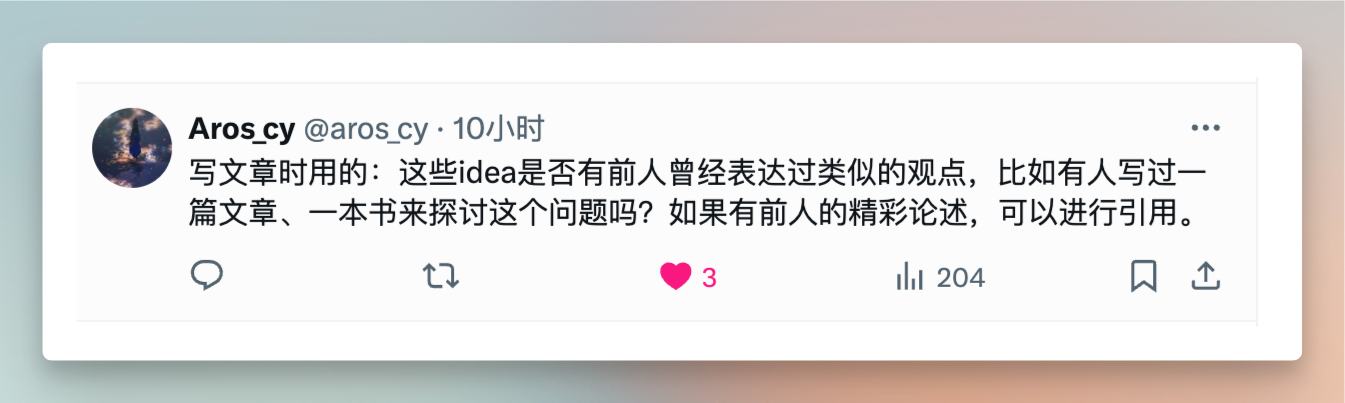 Aros_cy @aros_cy · 10小时
写文章时用的：这些idea是否有前人曾经表达过类似的观点，比如有人写过一
篇文章、一本书来探讨这个问题吗？如果有前人的精彩论述，可以进行引用。
3 204